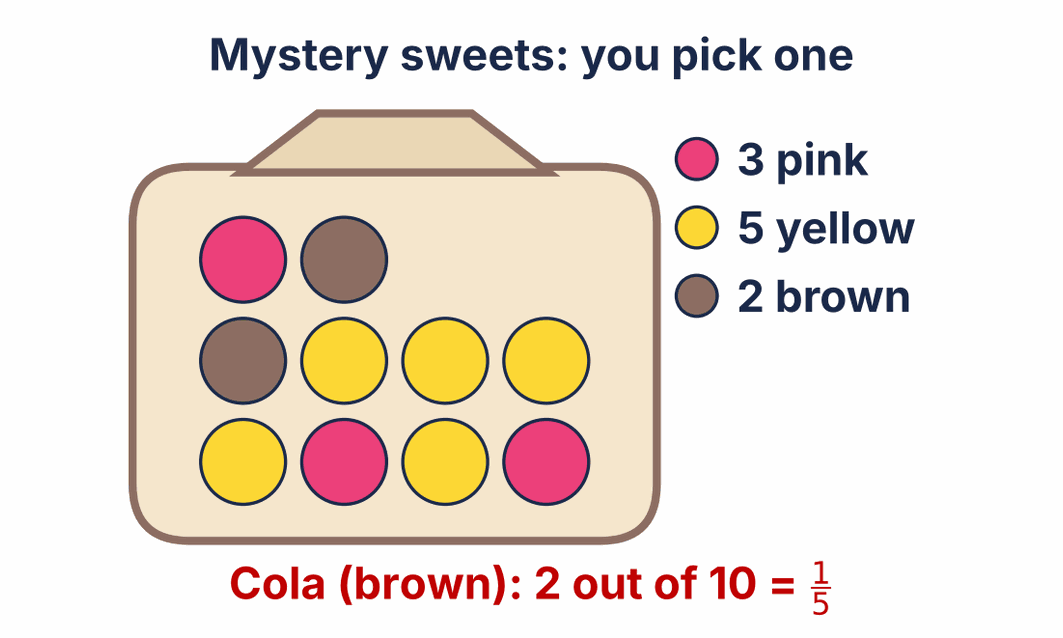 Mystery sweets: you pick one
3 pink
5 yellow
2 brown
Cola (brown): 2 out of 10 = 1/5